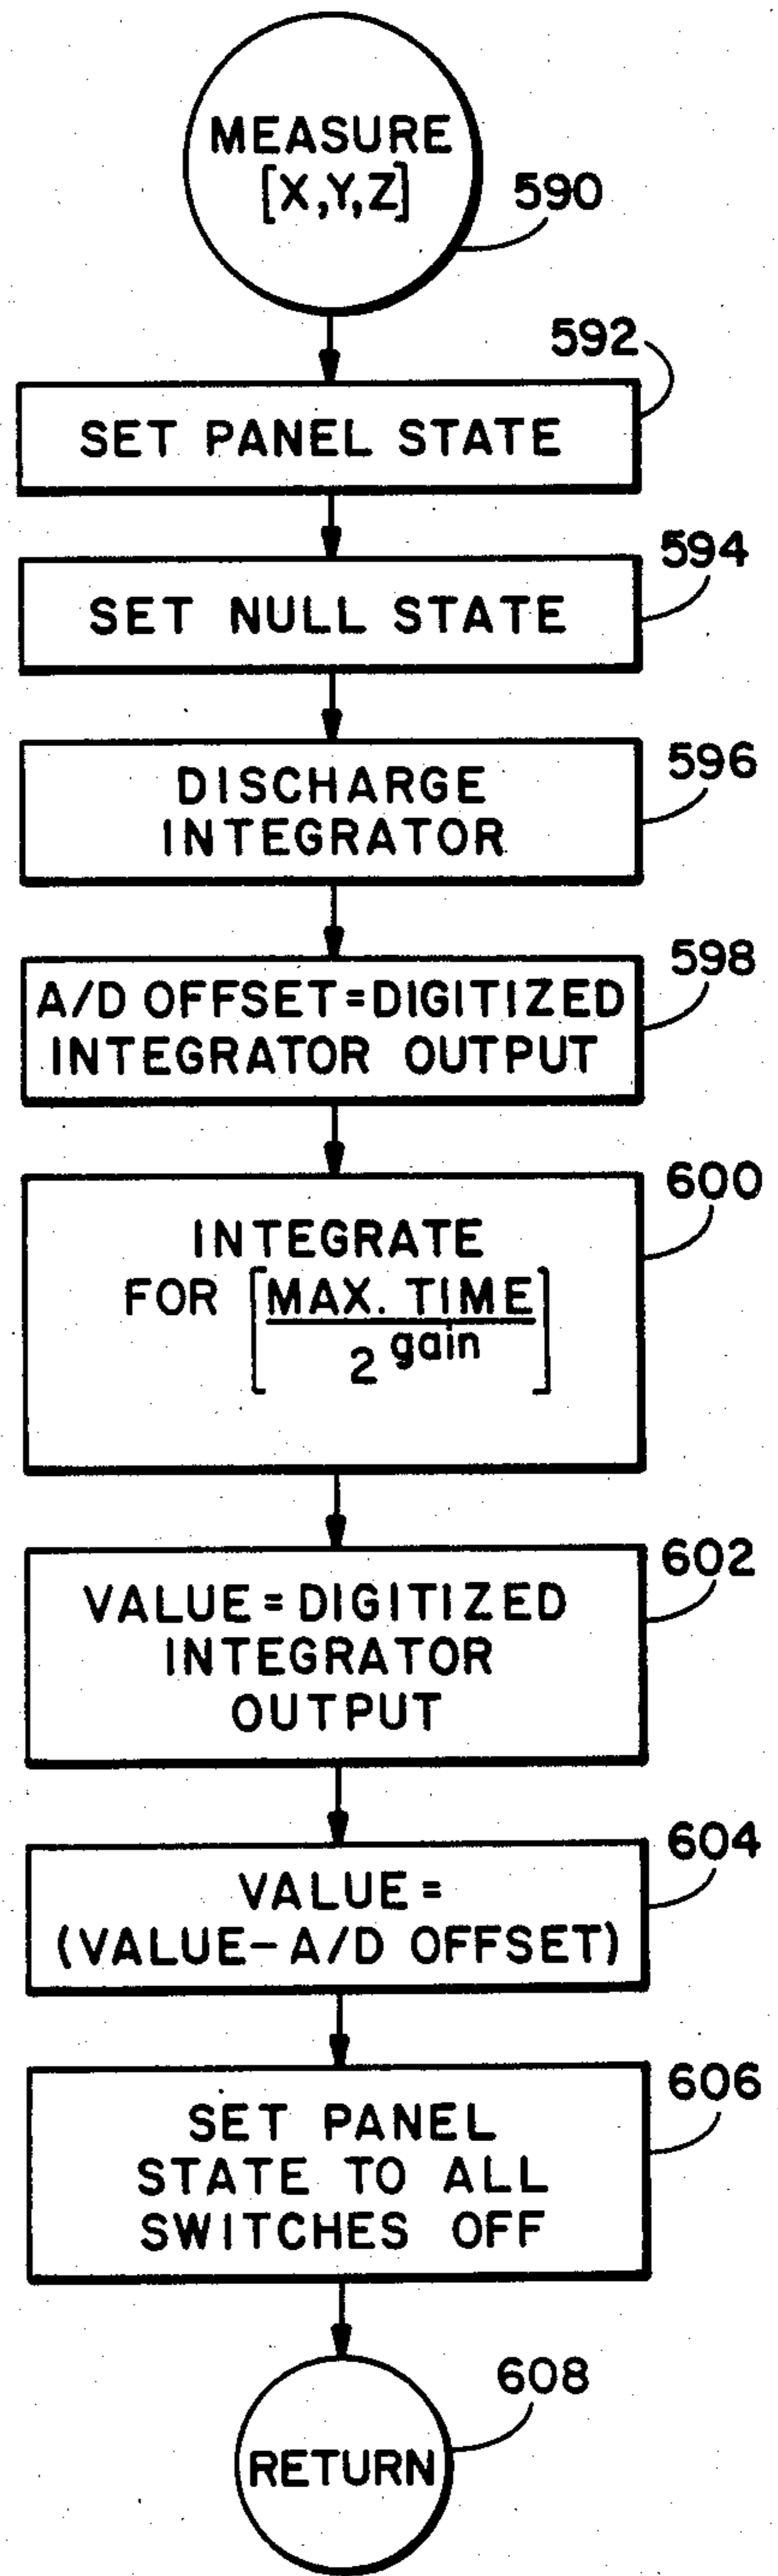 MEASURE
[X,Y,Z]
590
592
SET PANEL STATE
594
SET NULL STATE
596
DISCHARGE
INTEGRATOR
598
A/D OFFSET=DIGITIZED
INTEGRATOR OUTPUT
600
INTEGRATE
FOR [MAX. TIME
2 gain]
602
VALUE=DIGITIZED
INTEGRATOR
OUTPUT
604
VALUE=
(VALUE-A/D OFFSET)
606
SET PANEL
STATE TO ALL
SWITCHES OFF
608
RETURN